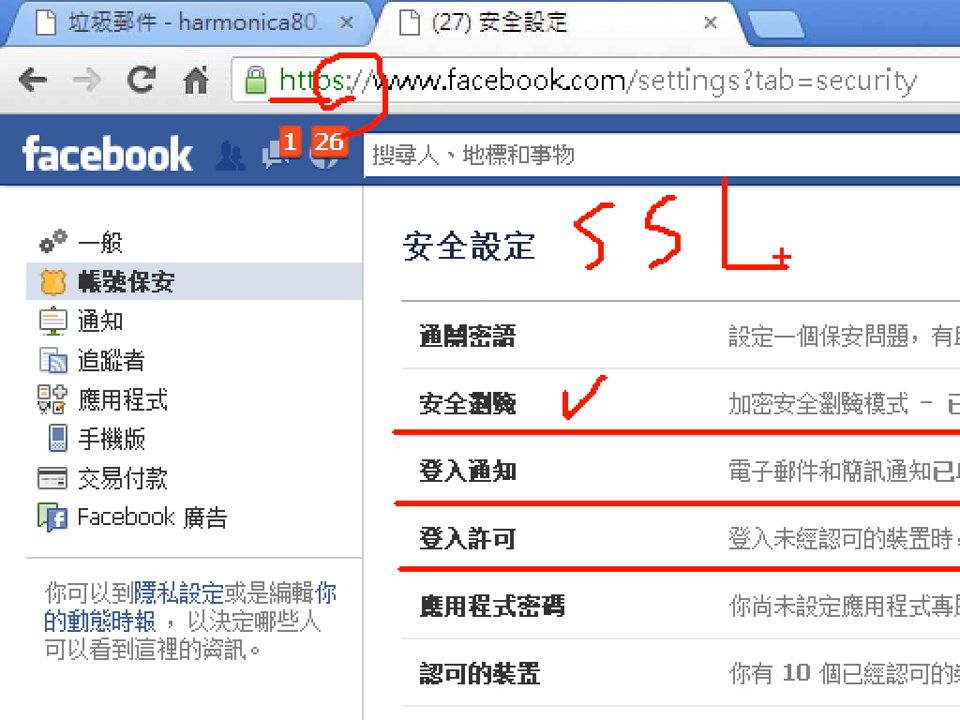 垃圾郵件 - harmonica80.
(27) 安全設定
https://www.facebook.com/settings?tab=security
facebook
1
26
搜尋人、地標和事物
一般
帳號保安
通知
追蹤者
應用程式
手機版
交易付款
Facebook 廣告
你可以到隱私設定或是編輯你
的動態時報，以決定哪些人
可以看到這裡的資訊。
安全設定 SSL
通關密語 設定一個保安問題，有
安全瀏覽 加密安全瀏覽模式 -
登入通知 電子郵件和簡訊通知已
登入許可 登入未經認可的裝置時，
應用程式密碼 你尚未設定應用程式專
認可的裝置 你有 10 個已經認可的